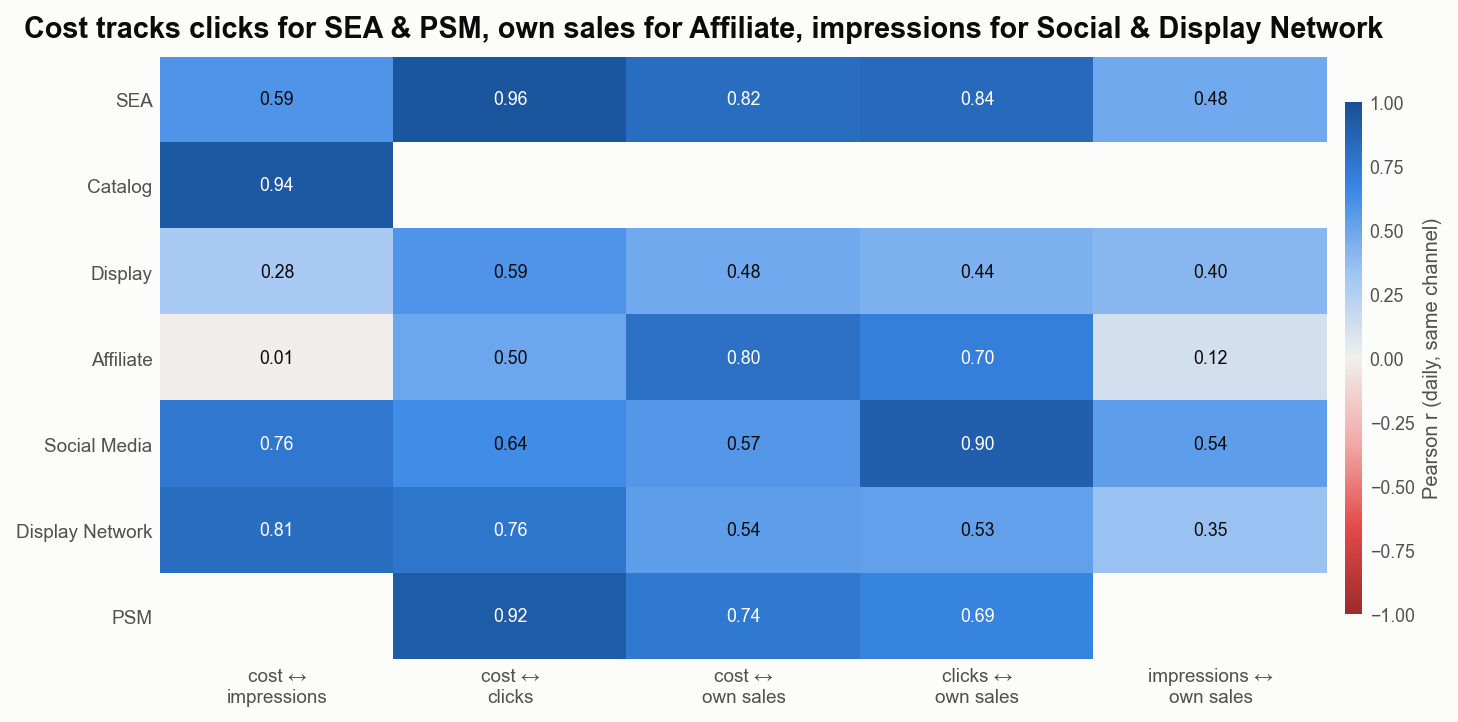 Cost tracks clicks for SEA & PSM, own sales for Affiliate, impressions for Social & Display Network
SEA 0.59 0.96 0.82 0.84 0.48
Catalog 0.94
Display 0.28 0.59 0.48 0.44 0.40
Affiliate 0.01 0.50 0.80 0.70 0.12
Social Media 0.76 0.64 0.57 0.90 0.54
Display Network 0.81 0.76 0.54 0.53 0.35
PSM 0.92 0.74 0.69
cost ↔ cost ↔ cost ↔ clicks ↔ impressions ↔
impressions clicks own sales own sales own sales
1.00
0.75
0.50
0.25
0.00
−0.25
−0.50
−0.75
−1.00
Pearson r (daily, same channel)